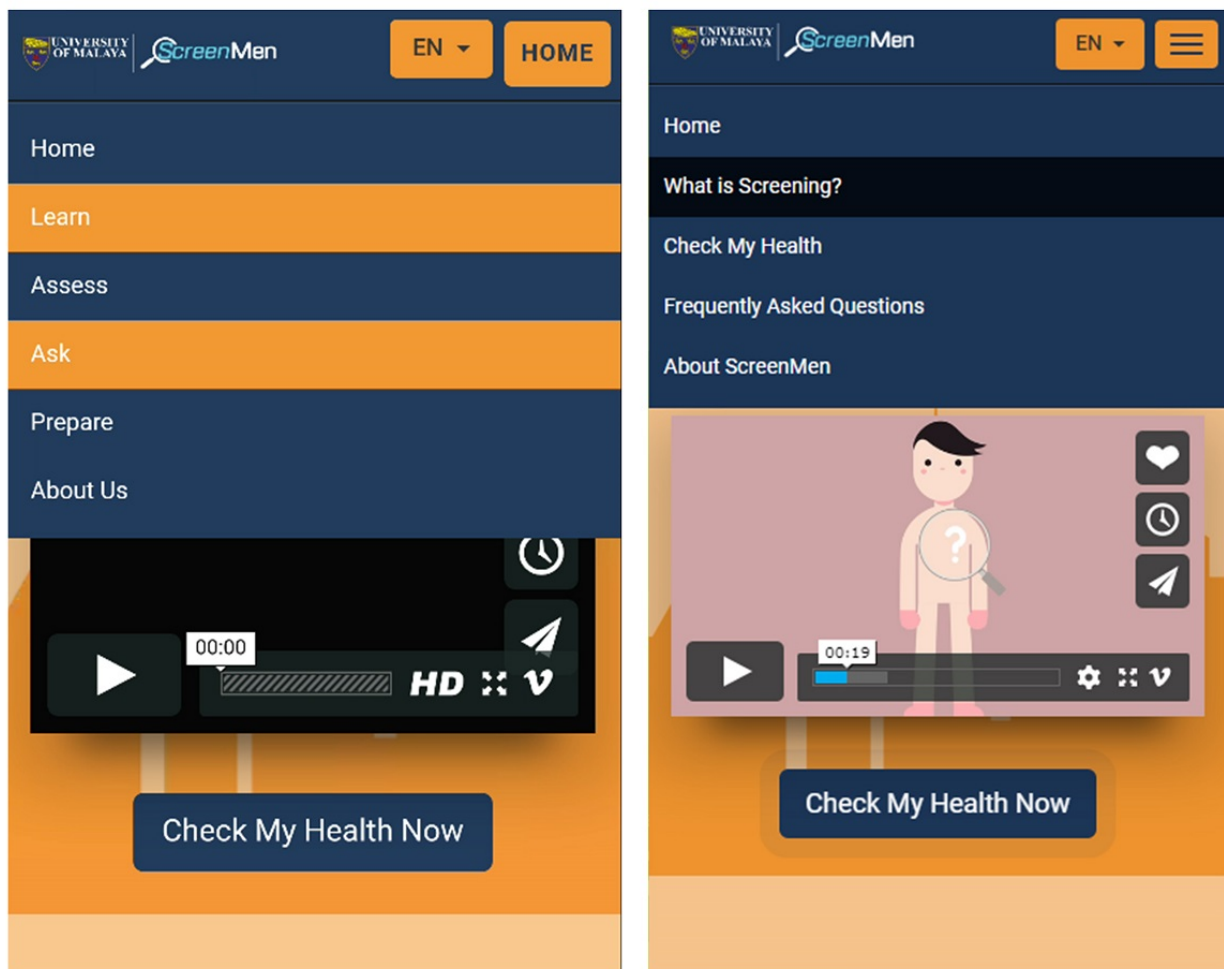 UNIVERSITY
OF MALAYA
ScreenMen
EN
HOME
Home
Learn
Assess
Ask
Prepare
About Us
00:00
HD
Check My Health Now
UNIVERSITY
OF MALAYA
ScreenMen
EN
Home
What is Screening?
Check My Health
Frequently Asked Questions
About ScreenMen
?
00:19
Check My Health Now